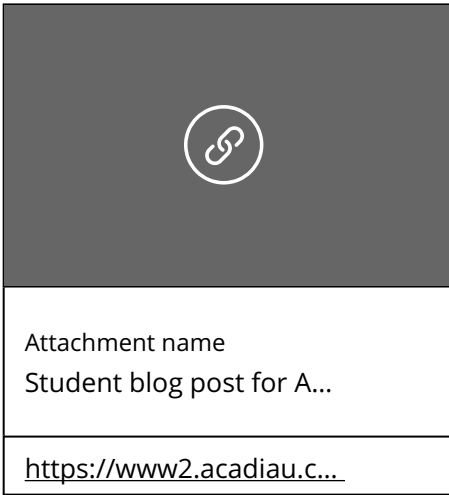 Attachment name
Student blog post for A...
https://www2.acadiau.c...